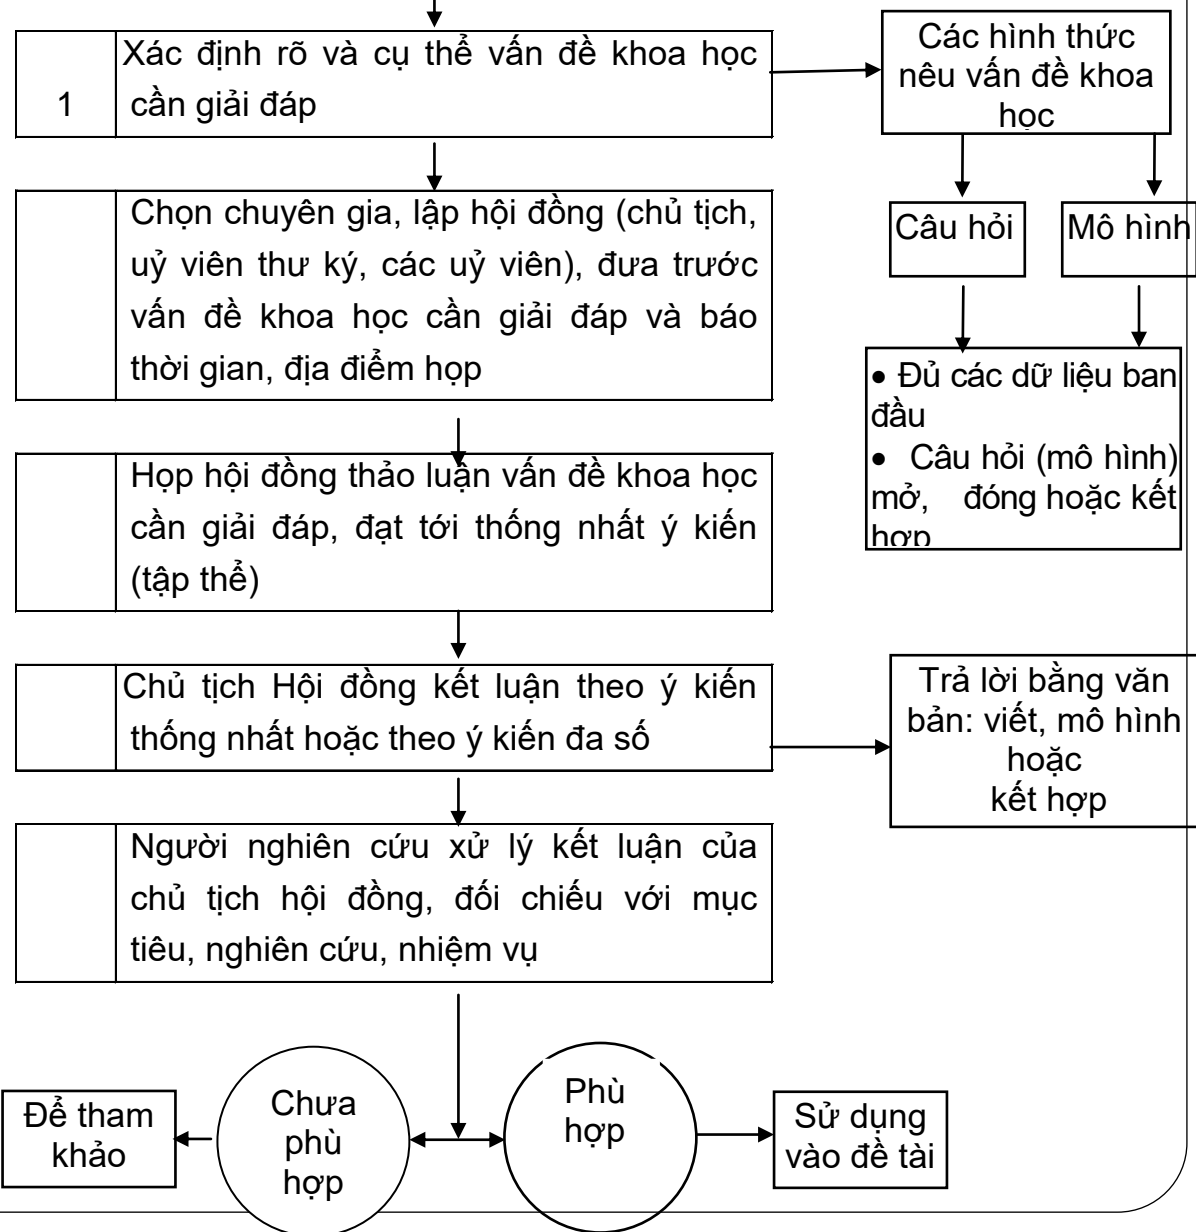 Xác định rõ và cụ thể vấn đề khoa học
1
cần giải đáp
Các hình thức
nêu vấn đề khoa
học
Chọn chuyên gia, lập hội đồng (chủ tịch,
uỷ viên thư ký, các uỷ viên), đưa trước
vấn đề khoa học cần giải đáp và báo
thời gian, địa điểm họp
Câu hỏi
Mô hình
• Đủ các dữ liệu ban
đầu
• Câu hỏi (mô hình)
mở, đóng hoặc kết
hợp
Họp hội đồng thảo luận vấn đề khoa học
cần giải đáp, đạt tới thống nhất ý kiến
(tập thể)
Chủ tịch Hội đồng kết luận theo ý kiến
thống nhất hoặc theo ý kiến đa số
Trả lời bằng văn
bản: viết, mô hình
hoặc
kết hợp
Người nghiên cứu xử lý kết luận của
chủ tịch hội đồng, đối chiếu với mục
tiêu, nghiên cứu, nhiệm vụ
Để tham
khảo
Chưa
phù
hợp
Phù
hợp
Sử dụng
vào đề tài